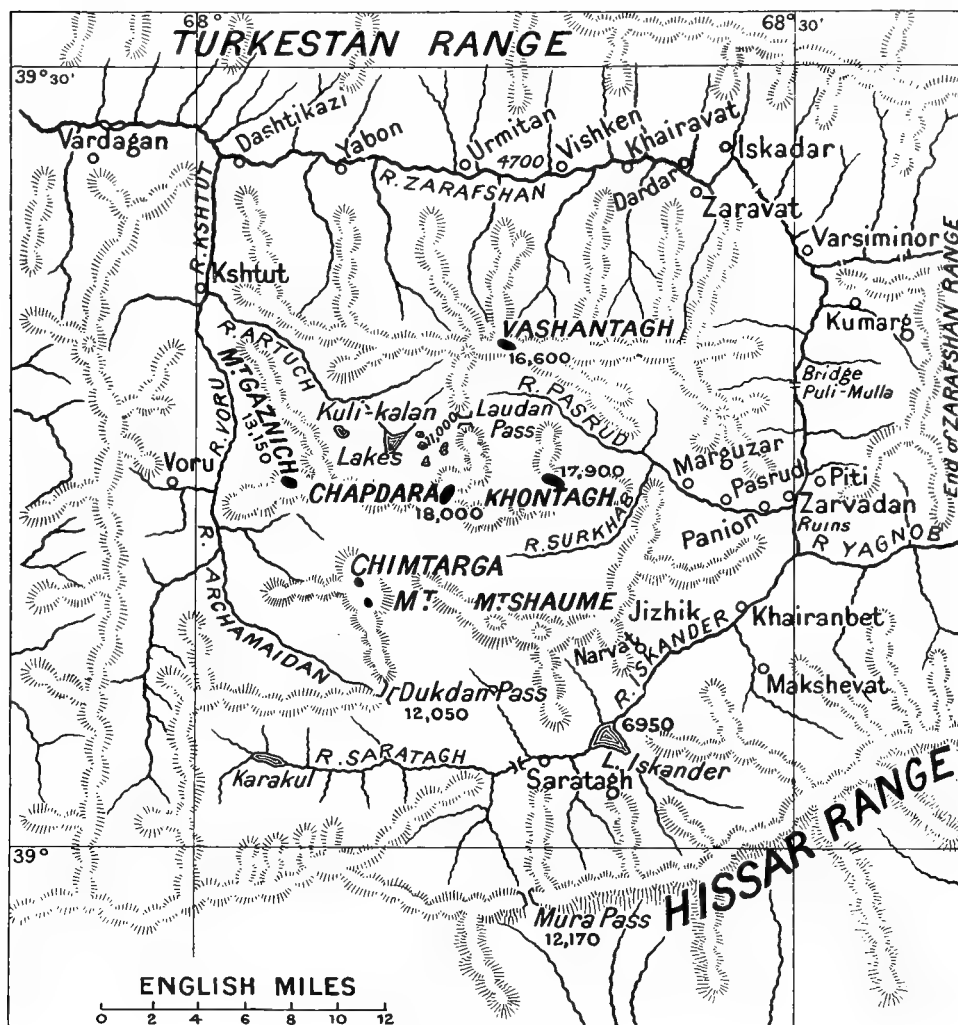 68°
68°30'
TURKESTAN RANGE
39°30'
Vardagan
Dashtikazi
Yabon
Urmitan
4700
Vishken
Khairavat
Iskadar
Dandar
Zaravat
R. ZARAFSHAN
R. KSHTUT
Kshtut
Varsiminor
End of ZARAFSHAN RANGE
Kumarg
VASHANTAGH
16,600
Bridge
Puli-Mulla
R. ARTUCH
Mt GAZNICH
13,150
R. VORU
Voru
Kuli-kalan
Lakes
11,000
Laudan
Pass
R. PASRUD
17,900
CHAPDARA
18,000
KHONTAGH
Marguzar
Pasrud
Piti
Zarvadan
Ruins
Panion
R. SURKHAB
R YAGNOB
CHIMTARGA
MT.
MT SHAUME
Jizhik
Khairanbet
Narvat
R. ISKANDER
Makshevat
R. ARCHAMAIDAN
Dukdan Pass
12,050
6950
R. SARATAGH
Karakul
Saratagh
L. Iskander
39°
HISSAR RANGE
Mura Pass
12,170
ENGLISH MILES
0 2 4 6 8 10 12